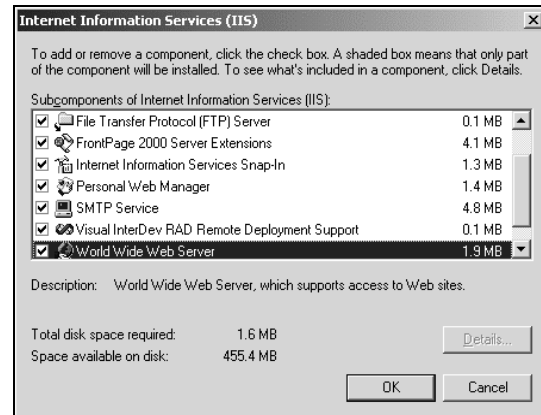 Internet Information Services (IIS)
To add or remove a component, click the check box. A shaded box means that only part
of the component will be installed. To see what's included in a component, click Details.
Subcomponents of Internet Information Services (IIS):
File Transfer Protocol (FTP) Server 0.1 MB
FrontPage 2000 Server Extensions 4.1 MB
Internet Information Services Snap-In 1.3 MB
Personal Web Manager 1.4 MB
SMTP Service 4.8 MB
Visual InterDev RAD Remote Deployment Support 0.1 MB
World Wide Web Server 1.9 MB
Description: World Wide Web Server, which supports access to Web sites.
Total disk space required: 1.6 MB
Details...
Space available on disk: 455.4 MB
OK Cancel